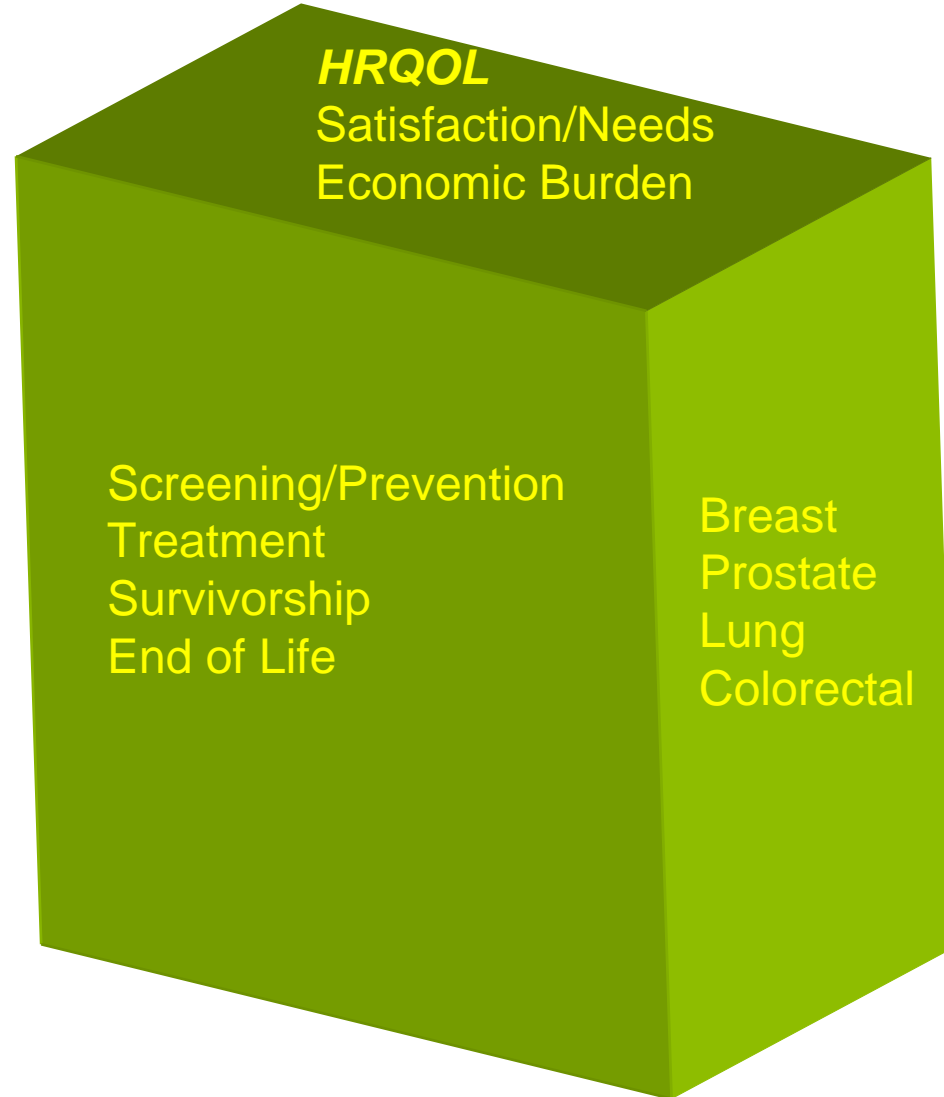 HRQOL
Satisfaction/Needs
Economic Burden
Screening/Prevention
Treatment
Survivorship
End of Life
Breast
Prostate
Lung
Colorectal